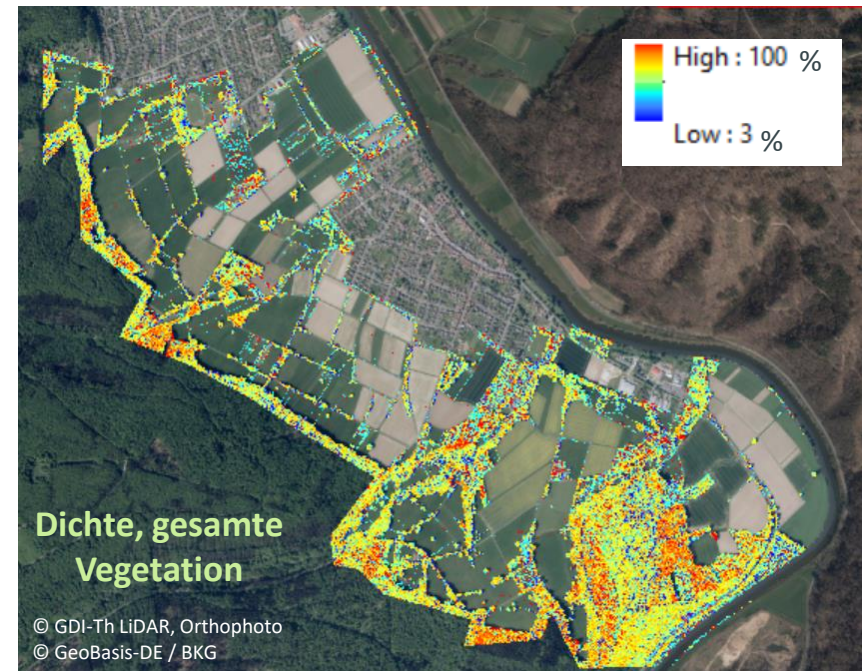 High : 100 %
Low : 3 %
Dichte, gesamte
Vegetation
© GDI-Th LiDAR, Orthophoto
© GeoBasis-DE / BKG